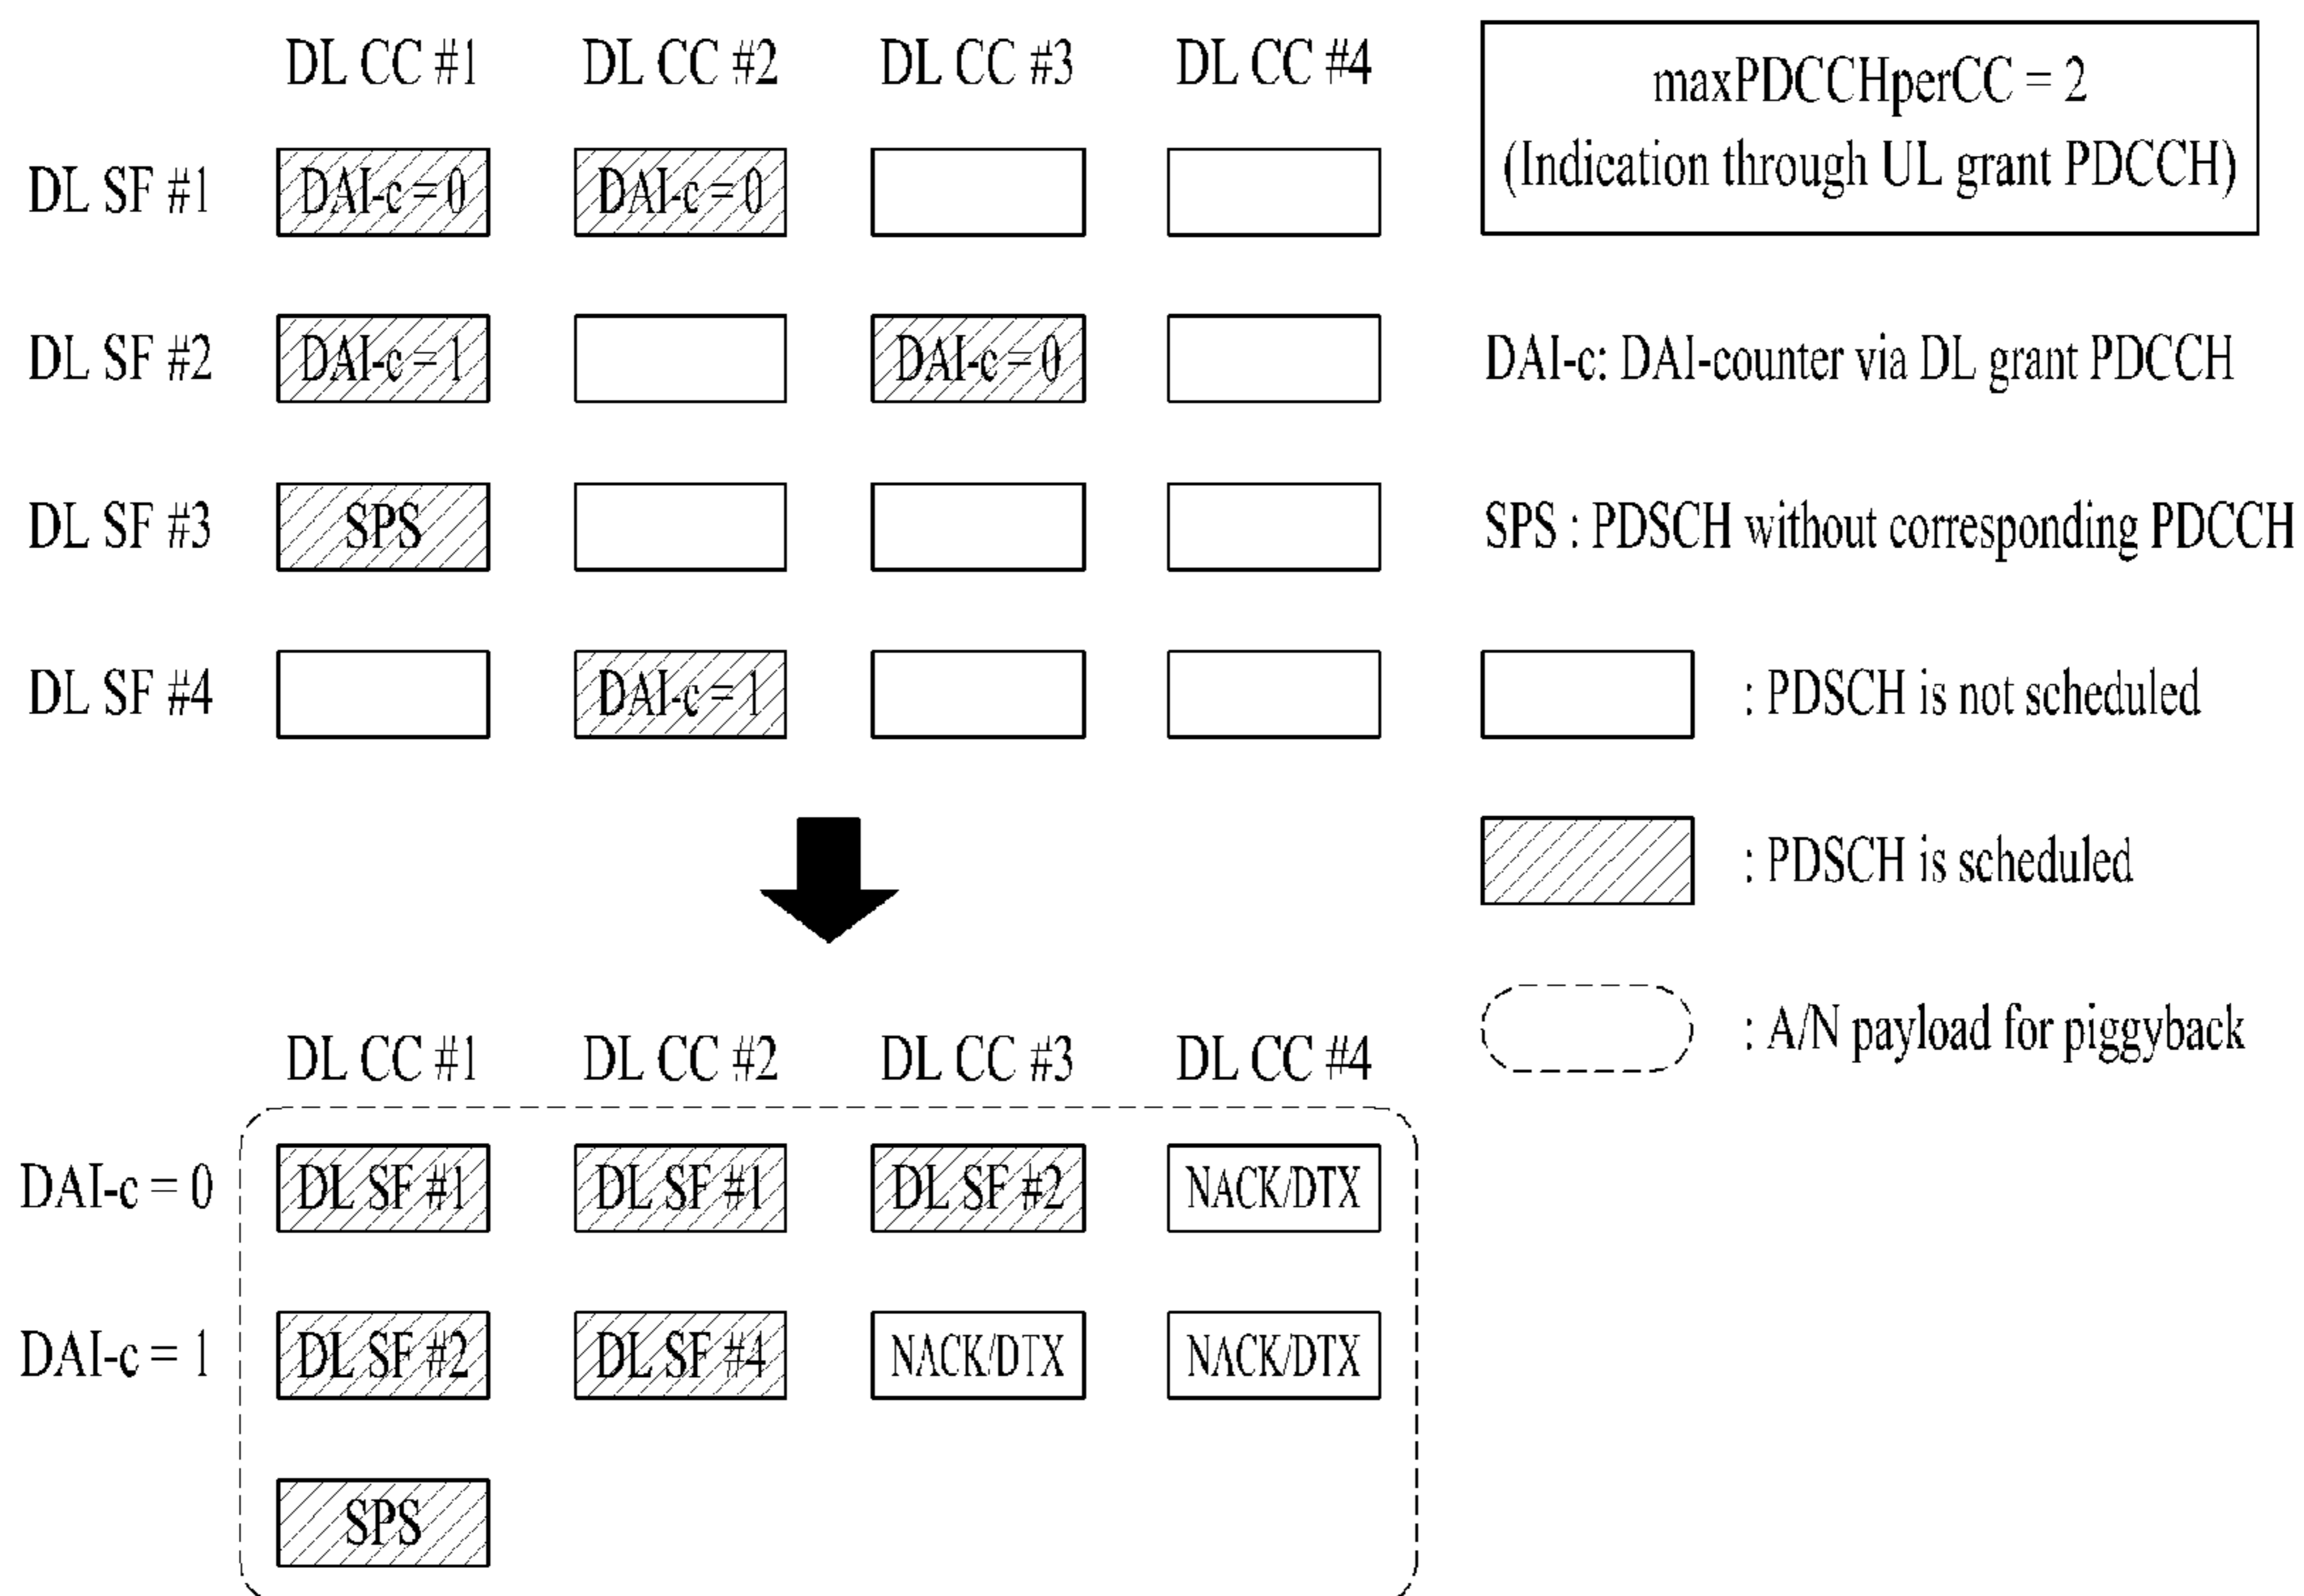 DL CC #1 DL CC #2 DL CC #3 DL CC #4
maxPDCCHperCC = 2
(Indication through UL grant PDCCH)
DL SF #1 DAI-c = 0 DAI-c = 0
DL SF #2 DAI-c = 1 DAI-c = 0
DAI-c: DAI-counter via DL grant PDCCH
DL SF #3 SPS
SPS : PDSCH without corresponding PDCCH
DL SF #4 DAI-c = 1
: PDSCH is not scheduled
: PDSCH is scheduled
: A/N payload for piggyback
DL CC #1 DL CC #2 DL CC #3 DL CC #4
DAI-c = 0 DL SF #1 DL SF #1 DL SF #2 NACK/DTX
DAI-c = 1 DL SF #2 DL SF #4 NACK/DTX NACK/DTX
SPS